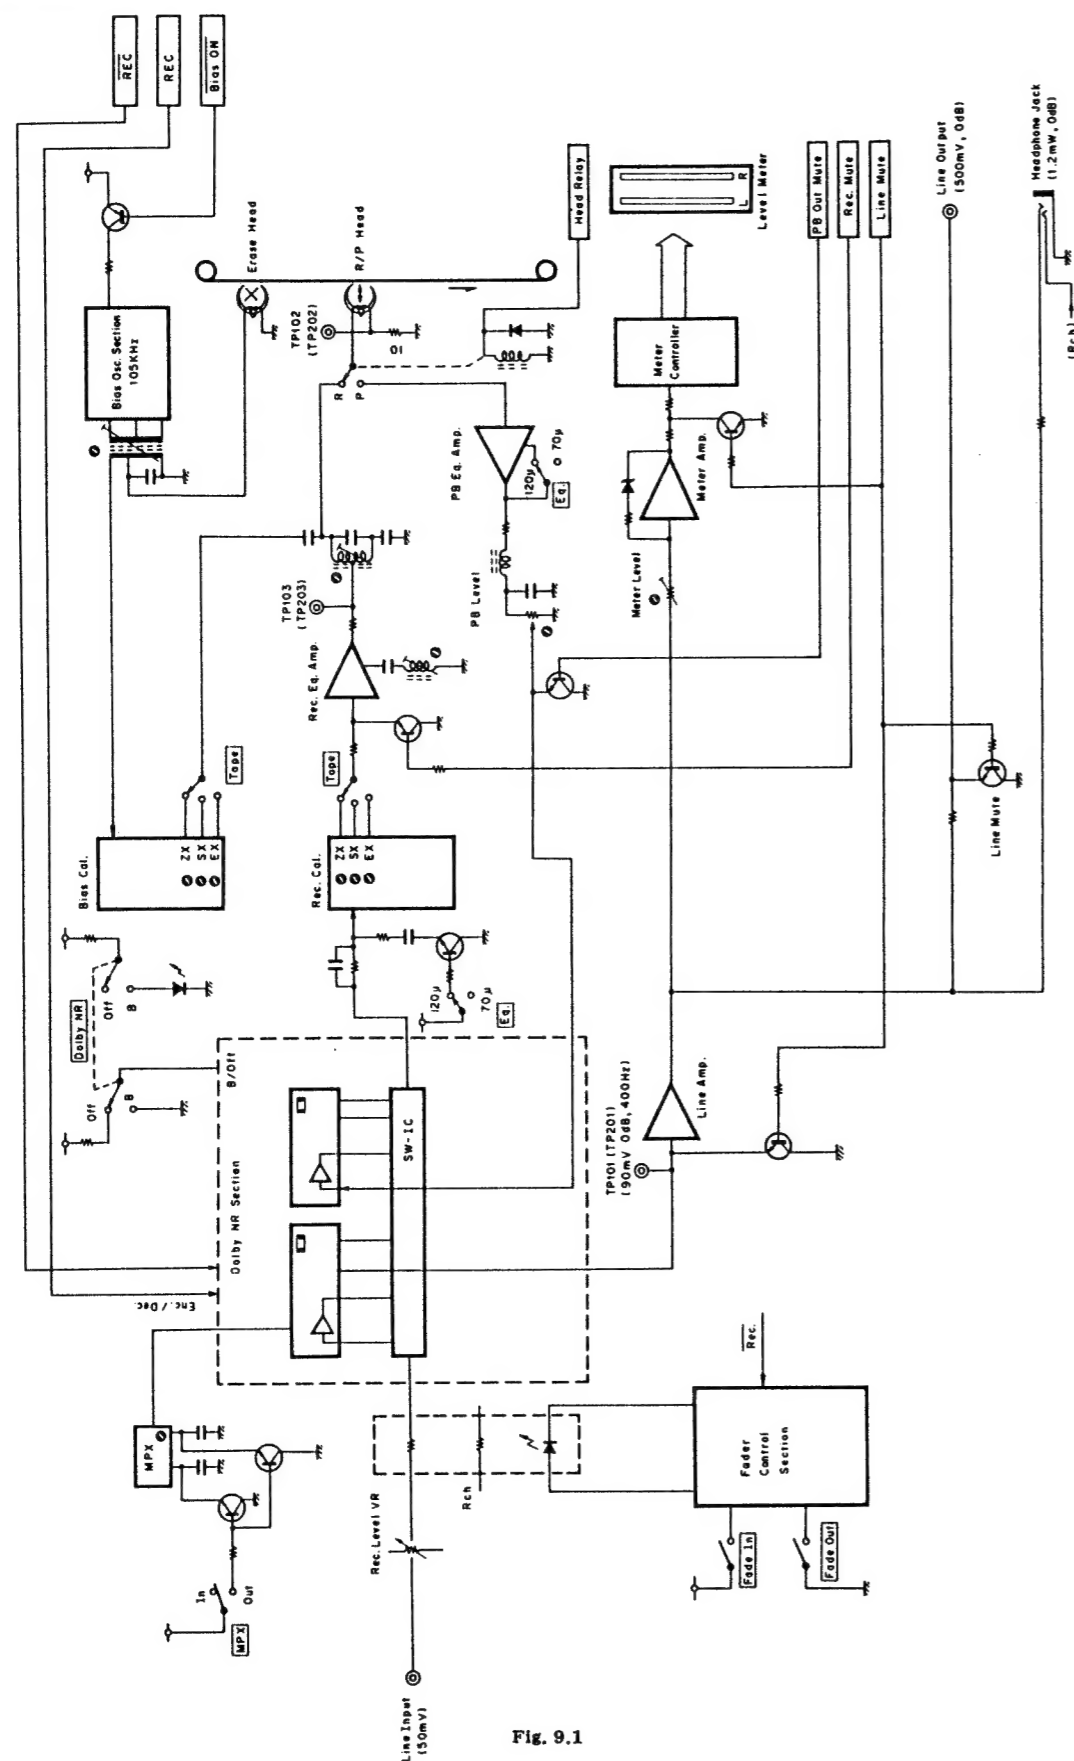 REC
REC
Bias ON
Bias Osc. Section
105KHz
Erase Head
R/P Head
TP102
(TP202)
10
R
P
Head Relay
PB Eq. Amp.
120μ
70μ
Eq.
PB Level
Level Meter
L
R
Meter
Controller
Meter Amp.
Meter Level
PB Out Mute
Rec. Mute
Line Mute
Line Output
(500mV, 0dB)
Headphone Jack
(1.2mW, 0dB)
(Rch)
TP103
(TP203)
Rec. Eq. Amp.
Tape
Bias Cal.
ZX
SX
EX
Tape
Rec. Cal.
ZX
SX
EX
120μ
70μ
Eq.
Dolby NR
Off
B
Off
B
B/Off
Dolby NR Section
SW-IC
Enc. / Dec.
MPX
In
Out
MPX
Rec. Level VR
Rch
Line Input
(50mV)
Rec.
Fader
Control
Section
Fade In
Fade Out
TP101 (TP201)
(90mV 0dB, 400Hz)
Line Amp.
Line Mute
Fig. 9.1